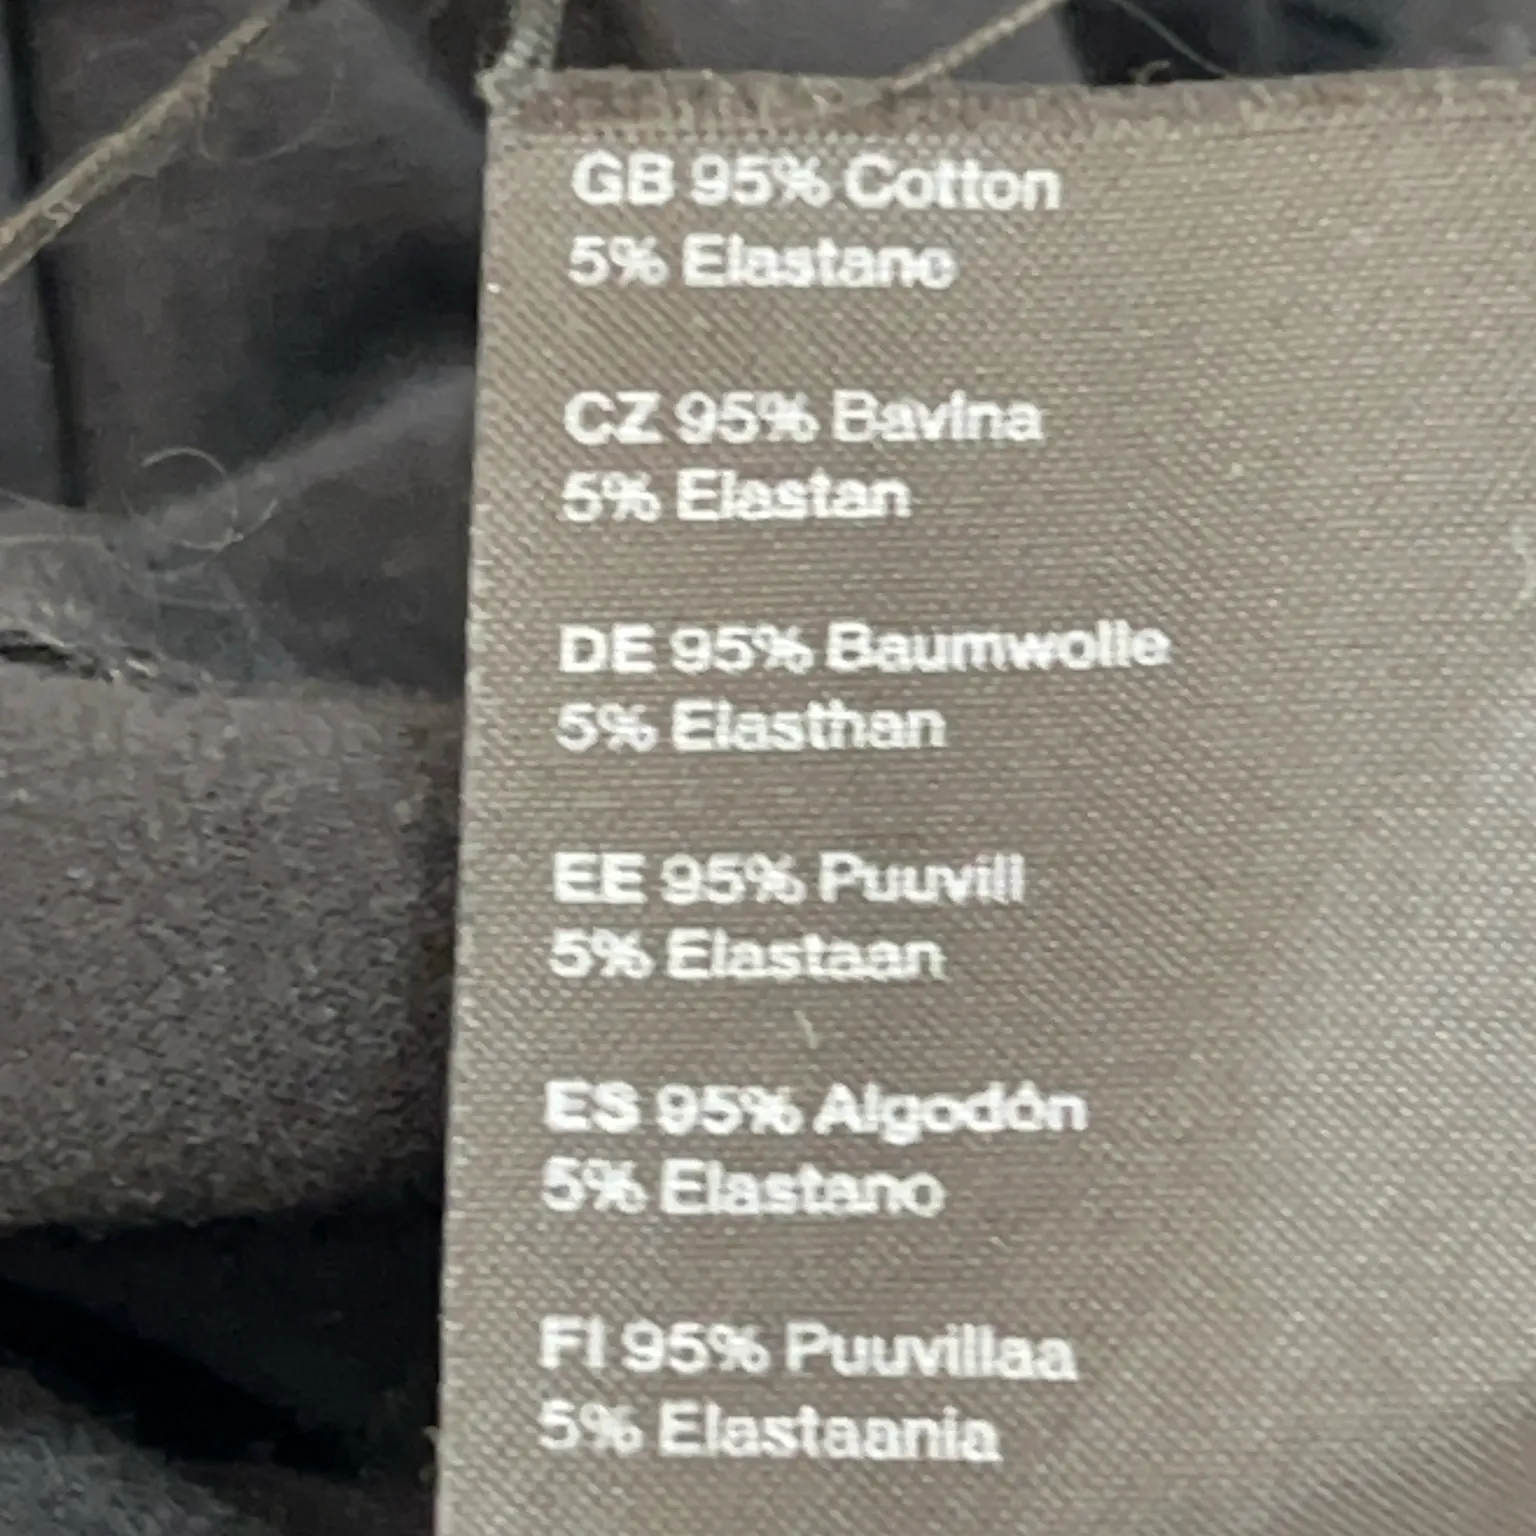 GB 95% Cotton
5% Elastane
CZ 95% Bavlna
5% Elastan
DE 95% Baumwolle
5% Elasthan
EE 95% Puuvill
5% Elastaan
ES 95% Algodón
5% Elastano
FI 95% Puuvillaa
5% Elastaania